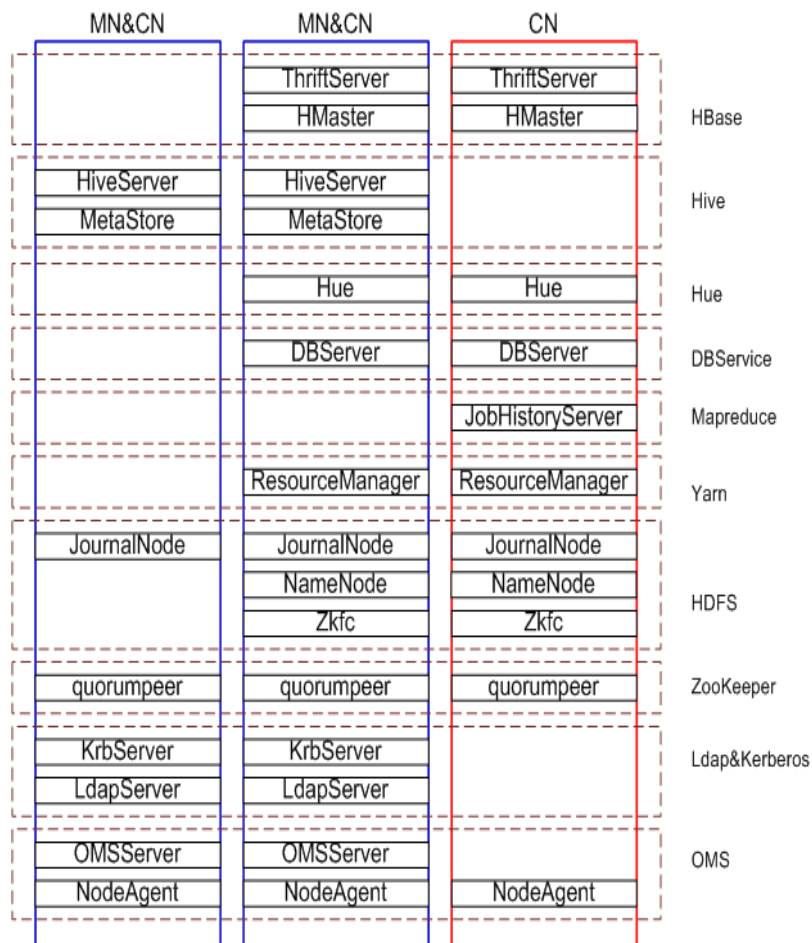 MN&CN MN&CN CN
ThriftServer ThriftServer
HMaster HMaster HBase
HiveServer HiveServer
Hive
MetaStore MetaStore
Hue Hue Hue
DBServer DBServer DBService
JobHistoryServer Mapreduce
ResourceManager ResourceManager Yarn
JournalNode JournalNode JournalNode
NameNode NameNode
HDFS
Zkfc Zkfc
quorumpeer quorumpeer quorumpeer ZooKeeper
KrbServer KrbServer Ldap&Kerberos
LdapServer LdapServer
OMSServer OMSServer OMS
NodeAgent NodeAgent NodeAgent